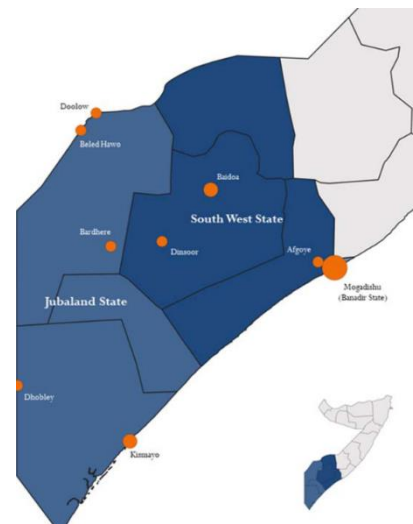 Doolow
Beled Hawo
Baidoa
South West State
Bardhere
Dinsoor
Afgoye
Mogadishu
(Banadir State)
Jubaland State
Dhobley
Kismayo